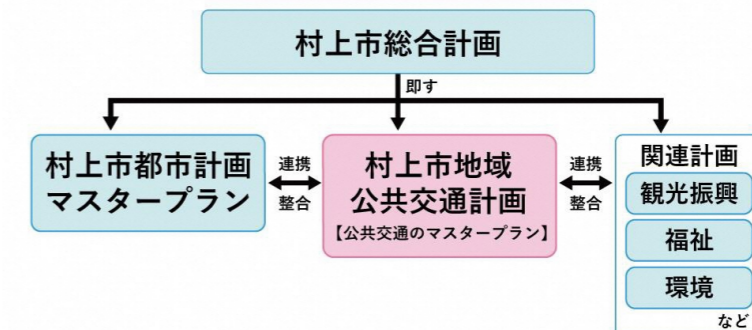 村上市総合計画
即す
村上市都市計画
マスタープラン
連携
整合
村上市地域
公共交通計画
【公共交通のマスタープラン】
連携
整合
関連計画
観光振興
福祉
環境
など